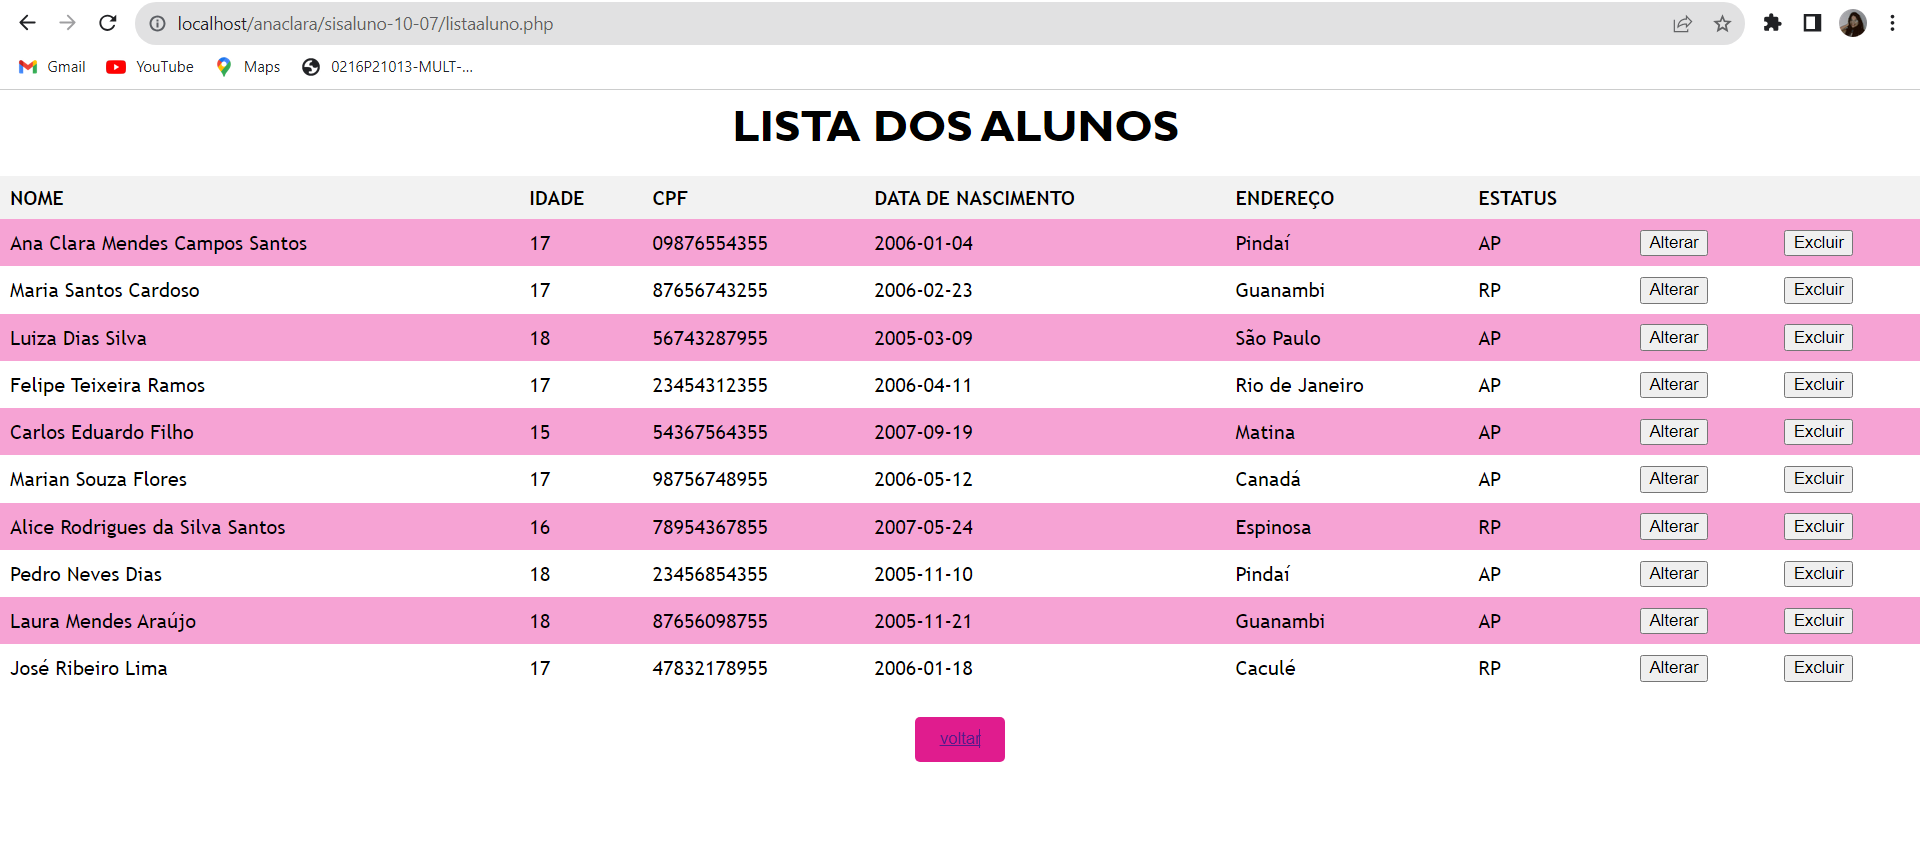 localhost/anaclara/sisaluno-10-07/listaaluno.php
Gmail YouTube Maps 0216P21013-MULT-...
LISTA DOS ALUNOS
NOME IDADE CPF DATA DE NASCIMENTO ENDEREÇO ESTATUS
Ana Clara Mendes Campos Santos 17 09876554355 2006-01-04 Pindaí AP Alterar Excluir
Maria Santos Cardoso 17 87656743255 2006-02-23 Guanambi RP Alterar Excluir
Luiza Dias Silva 18 56743287955 2005-03-09 São Paulo AP Alterar Excluir
Felipe Teixeira Ramos 17 23454312355 2006-04-11 Rio de Janeiro AP Alterar Excluir
Carlos Eduardo Filho 15 54367564355 2007-09-19 Matina AP Alterar Excluir
Marian Souza Flores 17 98756748955 2006-05-12 Canadá AP Alterar Excluir
Alice Rodrigues da Silva Santos 16 78954367855 2007-05-24 Espinosa RP Alterar Excluir
Pedro Neves Dias 18 23456854355 2005-11-10 Pindaí AP Alterar Excluir
Laura Mendes Araújo 18 87656098755 2005-11-21 Guanambi AP Alterar Excluir
José Ribeiro Lima 17 47832178955 2006-01-18 Caculé RP Alterar Excluir
voltar